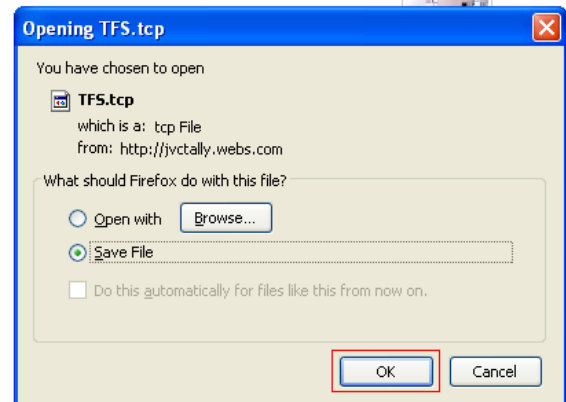 Opening TFS.tcp
You have chosen to open
TFS.tcp
which is a: tcp File
from: http://jvctally.webs.com
What should Firefox do with this file?
Open with Browse...
Save File
Do this automatically for files like this from now on.
OK Cancel